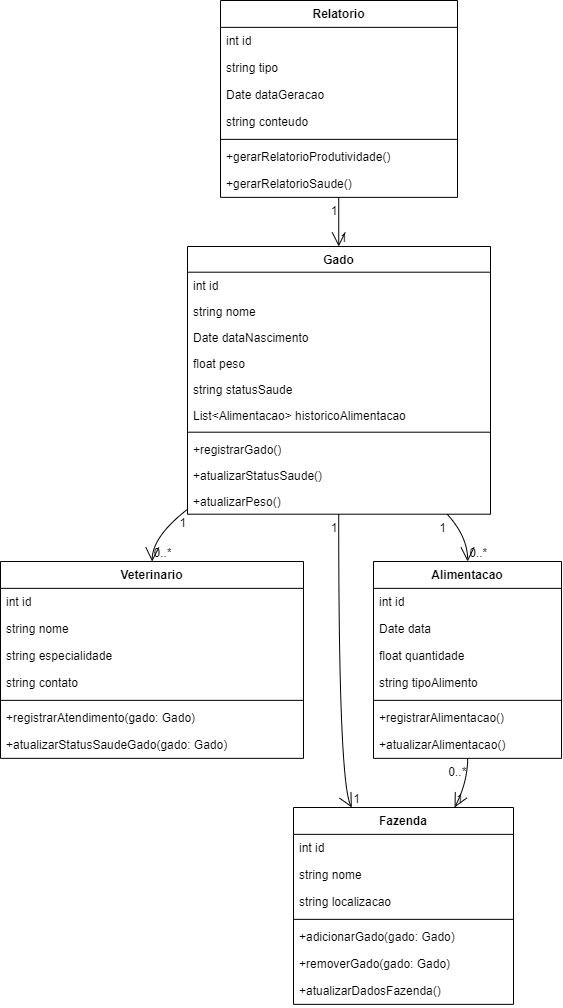 Relatorio
int id
string tipo
Date dataGeracao
string conteudo
+gerarRelatorioProdutividade()
+gerarRelatorioSaude()
1
1
Gado
int id
string nome
Date dataNascimento
float peso
string statusSaude
List<Alimentacao> historicoAlimentacao
+registrarGado()
+atualizarStatusSaude()
+atualizarPeso()
1
1
1
0..*
0..*
Veterinario
int id
string nome
string especialidade
string contato
+registrarAtendimento(gado: Gado)
+atualizarStatusSaudeGado(gado: Gado)
Alimentacao
int id
Date data
float quantidade
string tipoAlimento
+registrarAlimentacao()
+atualizarAlimentacao()
0..*
1
1
Fazenda
int id
string nome
string localizacao
+adicionarGado(gado: Gado)
+removerGado(gado: Gado)
+atualizarDadosFazenda()